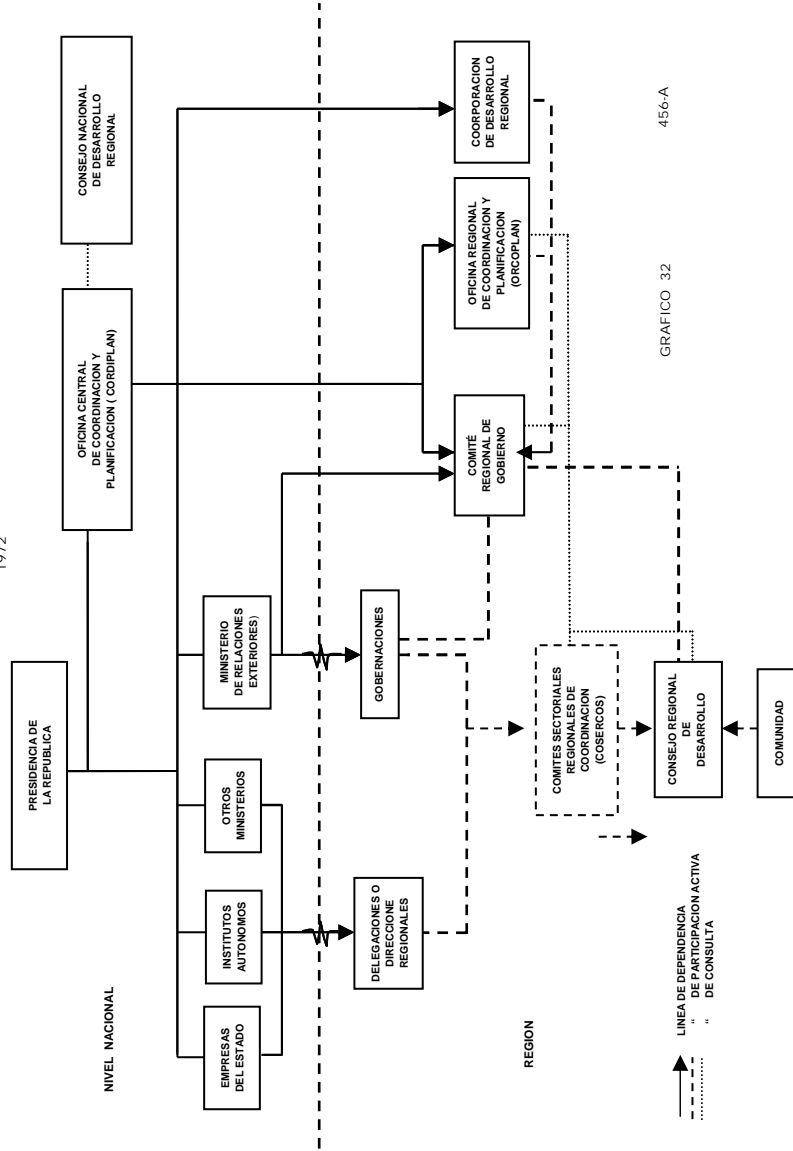 1972
PRESIDENCIA DE
LA REPUBLICA
OFICINA CENTRAL
DE COORDINACION Y
PLANIFICACION ( CORDIPLAN)
CONSEJO NACIONAL
DE DESARROLLO
REGIONAL
NIVEL NACIONAL
EMPRESAS
DEL ESTADO
INSTITUTOS
AUTONOMOS
OTROS
MINISTERIOS
MINISTERIO
DE RELACIONES
EXTERIORES)
DELEGACIONES O
DIRECCIONE
REGIONALES
GOBERNACIONES
COMITÉ
REGIONAL DE
GOBIERNO
OFICINA REGIONAL
DE COORDINACION Y
PLANIFICACION
(ORCOPLAN)
COORPORACION
DE DESARROLLO
REGIONAL
REGION
COMITES SECTORIALES
REGIONALES DE
COORDINACION
(COSERCOS)
CONSEJO REGIONAL
DE
DESARROLLO
COMUNIDAD
LINEA DE DEPENDENCIA
“ DE PARTICIPACION ACTIVA
“ DE CONSULTA
GRAFICO 32
456-A